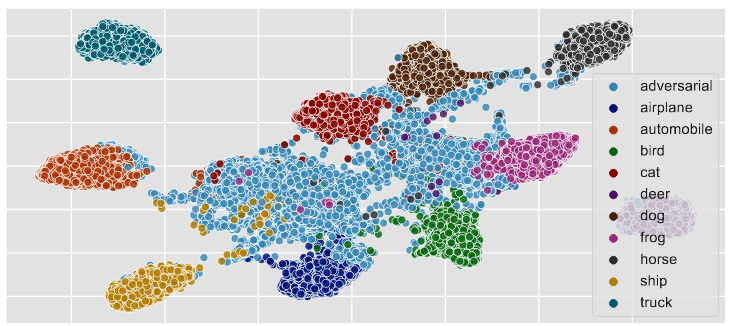 adversarial
airplane
automobile
bird
cat
deer
dog
frog
horse
ship
truck